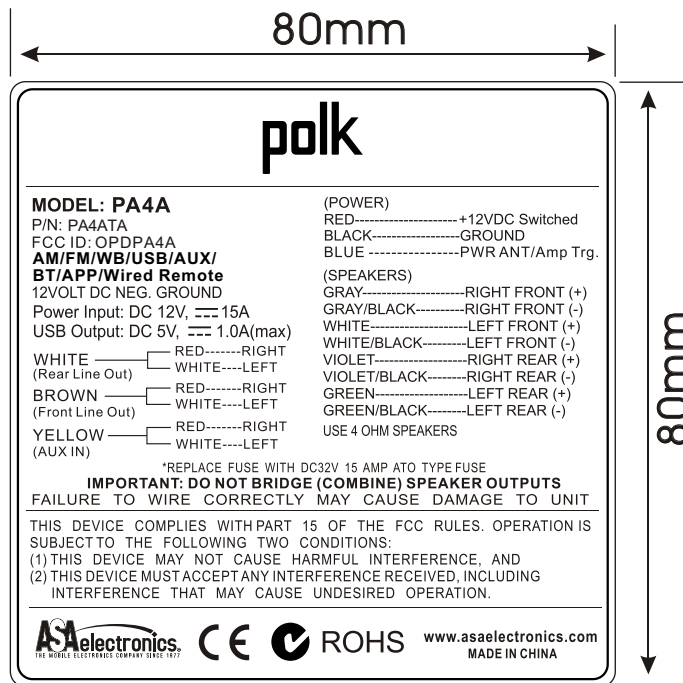 80mm
polk
MODEL: PA4A
P/N: PA4ATA
FCC ID: OPDPA4A
AM/FM/WB/USB/AUX/
BT/APP/Wired Remote
12VOLT DC NEG. GROUND
Power Input: DC 12V, 15A
USB Output: DC 5V, 1.0A(max)
WHITE RED-------RIGHT
(Rear Line Out) WHITE----LEFT
BROWN RED-------RIGHT
(Front Line Out) WHITE----LEFT
YELLOW RED-------RIGHT
(AUX IN) WHITE----LEFT
(POWER)
RED---------------------+12VDC Switched
BLACK------------------GROUND
BLUE -----------------PWR ANT/Amp Trg.
(SPEAKERS)
GRAY---------------------RIGHT FRONT (+)
GRAY/BLACK----------RIGHT FRONT (-)
WHITE--------------------LEFT FRONT (+)
WHITE/BLACK---------LEFT FRONT (-)
VIOLET------------------RIGHT REAR (+)
VIOLET/BLACK--------RIGHT REAR (-)
GREEN-------------------LEFT REAR (+)
GREEN/BLACK--------LEFT REAR (-)
USE 4 OHM SPEAKERS
*REPLACE FUSE WITH DC32V 15 AMP ATO TYPE FUSE
IMPORTANT: DO NOT BRIDGE (COMBINE) SPEAKER OUTPUTS
FAILURE TO WIRE CORRECTLY MAY CAUSE DAMAGE TO UNIT
THIS DEVICE COMPLIES WITH PART 15 OF THE FCC RULES. OPERATION IS
SUBJECT TO THE FOLLOWING TWO CONDITIONS:
(1) THIS DEVICE MAY NOT CAUSE HARMFUL INTERFERENCE, AND
(2) THIS DEVICE MUST ACCEPT ANY INTERFERENCE RECEIVED, INCLUDING
INTERFERENCE THAT MAY CAUSE UNDESIRED OPERATION.
ASA electronics.
THE MOBILE ELECTRONICS COMPANY SINCE 1977
CE
ROHS
www.asaelectronics.com
MADE IN CHINA
80mm